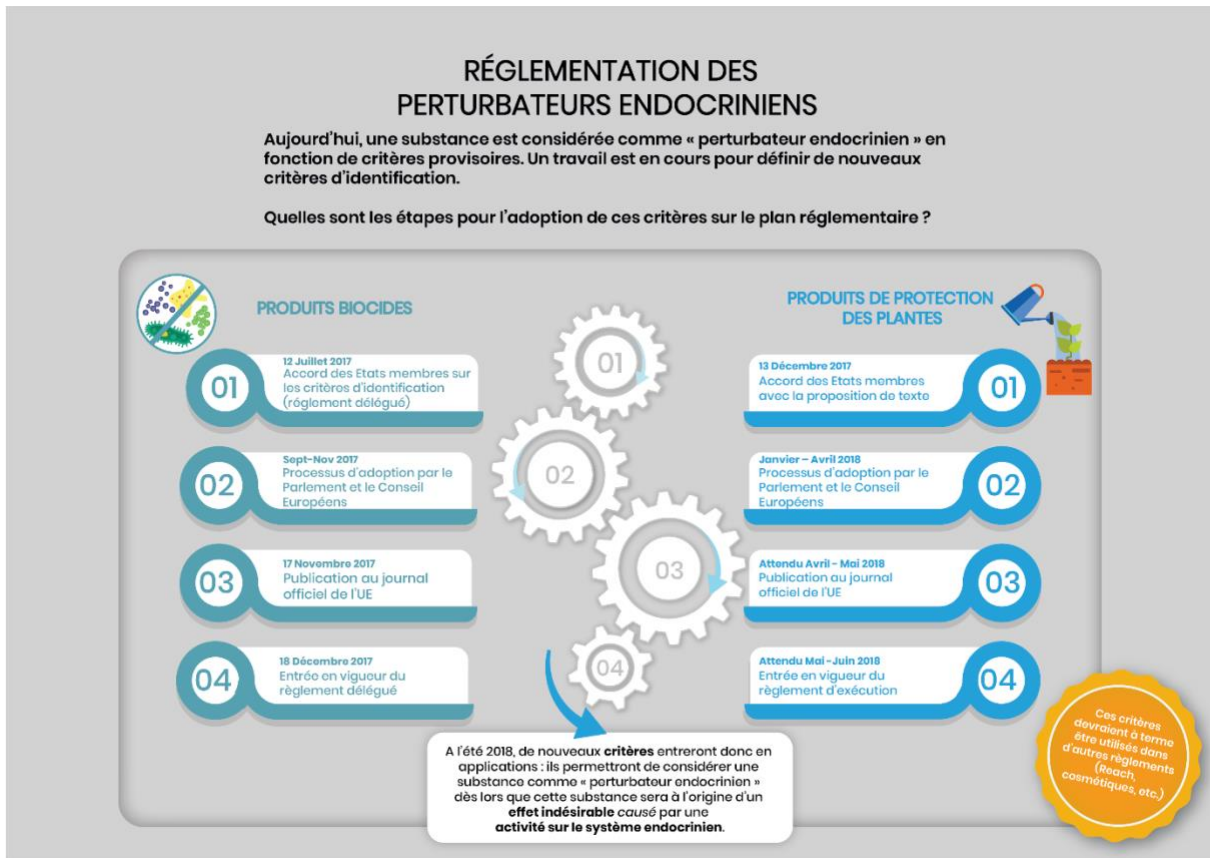 RÉGLEMENTATION DES
PERTURBATEURS ENDOCRINIENS
Aujourd'hui, une substance est considérée comme « perturbateur endocrinien » en
fonction de critères provisoires. Un travail est en cours pour définir de nouveaux
critères d'identification.
Quelles sont les étapes pour l'adoption de ces critères sur le plan réglementaire ?
PRODUITS BIOCIDES
01
12 Juillet 2017
Accord des Etats membres sur
les critères d'identification
(réglement délégué)
02
Sept-Nov 2017
Processus d'adoption par le
Parlement et le Conseil
Européens
03
17 Novembre 2017
Publication au journal
officiel de l'UE
04
18 Décembre 2017
Entrée en vigueur du
règlement délégué
01
02
03
04
PRODUITS DE PROTECTION
DES PLANTES
13 Décembre 2017
Accord des Etats membres
avec la proposition de texte
01
Janvier – Avril 2018
Processus d'adoption par le
Parlement et le Conseil
Européens
02
Attendu Avril - Mai 2018
Publication au journal
officiel de l'UE
03
Attendu Mai -Juin 2018
Entrée en vigueur du
règlement d'exécution
04
A l'été 2018, de nouveaux critères entreront donc en
applications : ils permettront de considérer une
substance comme « perturbateur endocrinien »
dès lors que cette substance sera à l'origine d'un
effet indésirable causé par une
activité sur le système endocrinien.
Ces critères
devraient à terme
être utilisés dans
d'autres règlements
(Reach,
cosmétiques, etc.)